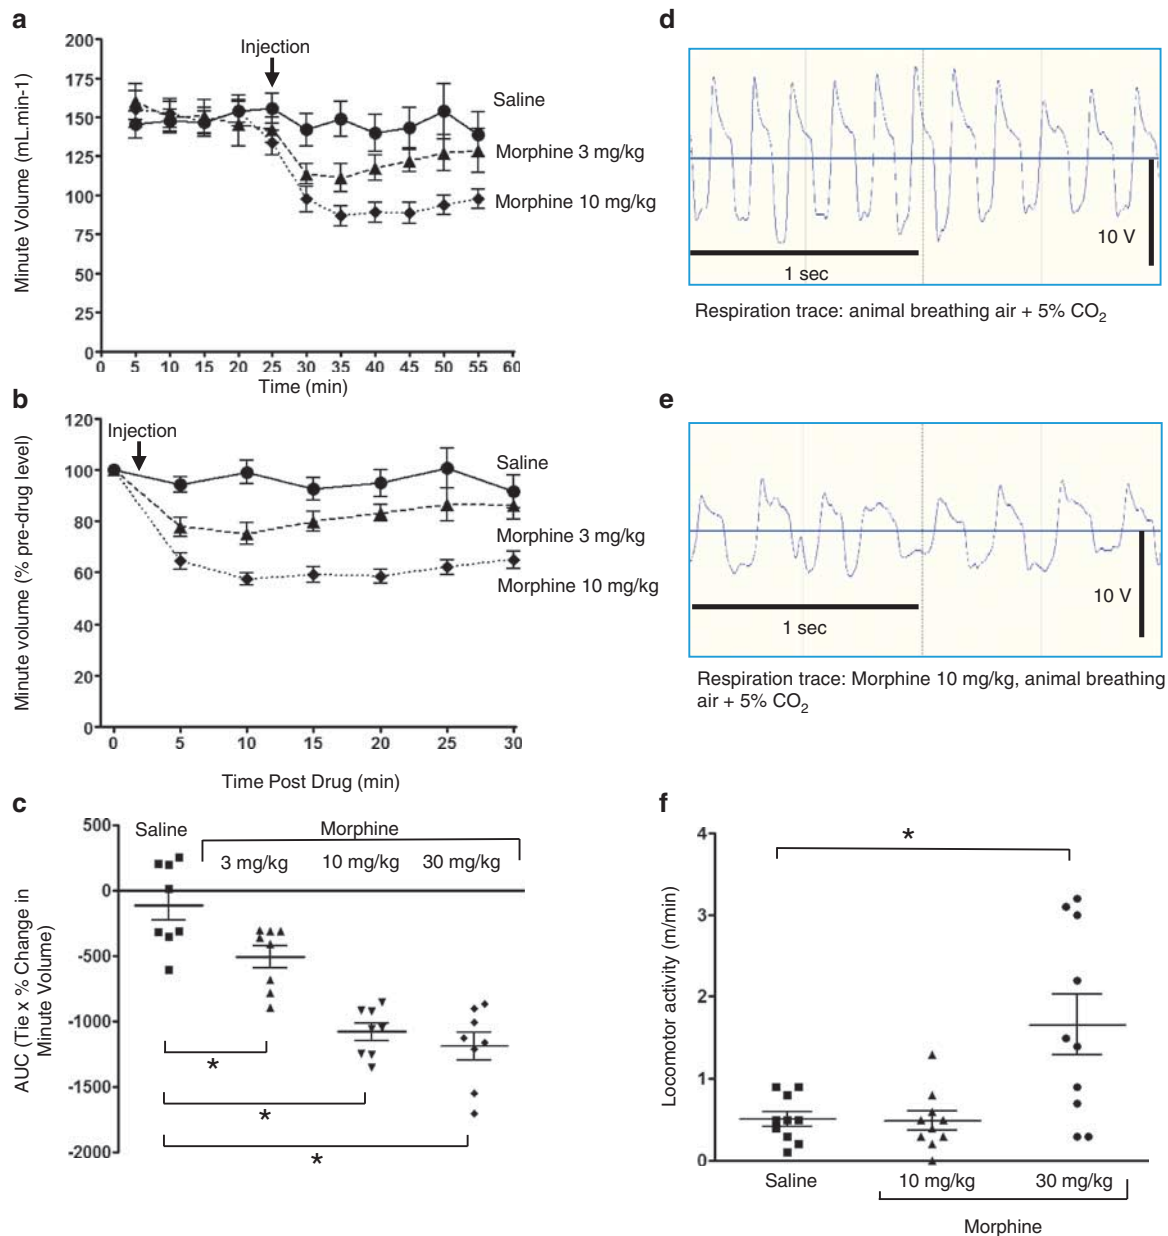 a
200
175
150
125
100
75
50
25
0
Minute Volume (mL.min-1)
Injection
Saline
Morphine 3 mg/kg
Morphine 10 mg/kg
0 5 10 15 20 25 30 35 40 45 50 55 60
Time (min)
b
120
100
80
60
40
20
0
Minute volume (% pre-drug level)
Injection
Saline
Morphine 3 mg/kg
Morphine 10 mg/kg
0 5 10 15 20 25 30
Time Post Drug (min)
c
500
0
-500
-1000
-1500
-2000
AUC (Tie x % Change in
Minute Volume)
Saline
Morphine
3 mg/kg 10 mg/kg 30 mg/kg
*
*
*
d
10 V
1 sec
Respiration trace: animal breathing air + 5% CO2
e
10 V
1 sec
Respiration trace: Morphine 10 mg/kg, animal breathing
air + 5% CO2
f
4
3
2
1
0
Locomotor activity (m/min)
*
Saline 10 mg/kg 30 mg/kg
Morphine